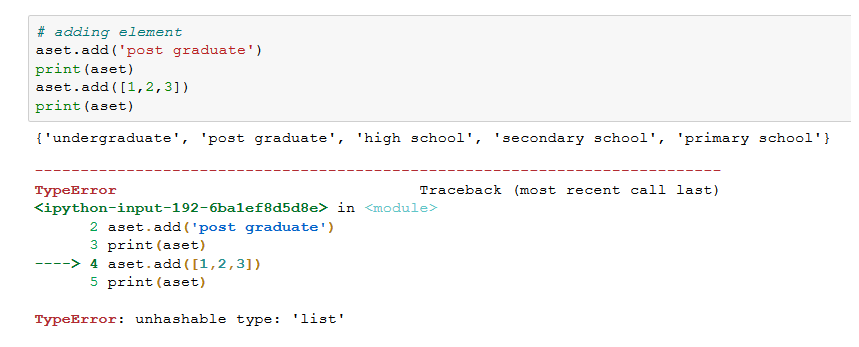 # adding element
aset.add('post graduate')
print(aset)
aset.add([1,2,3])
print(aset)
{'undergraduate', 'post graduate', 'high school', 'secondary school', 'primary school'}
---------------------------------------------------------------------------
TypeError                                 Traceback (most recent call last)
<ipython-input-192-6ba1ef8d5d8e> in <module>
      2 aset.add('post graduate')
      3 print(aset)
----> 4 aset.add([1,2,3])
      5 print(aset)
TypeError: unhashable type: 'list'